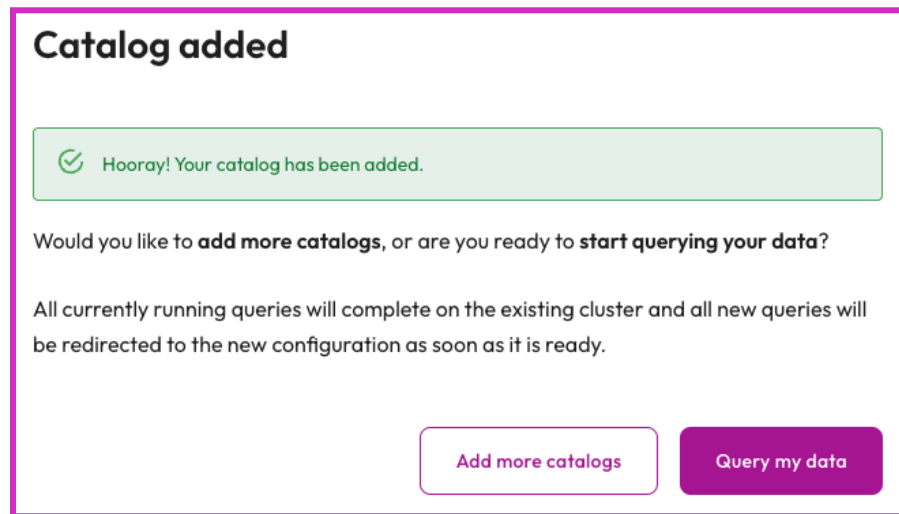 Catalog added
Hooray! Your catalog has been added.
Would you like to add more catalogs, or are you ready to start querying your data?
All currently running queries will complete on the existing cluster and all new queries will
be redirected to the new configuration as soon as it is ready.
Add more catalogs
Query my data